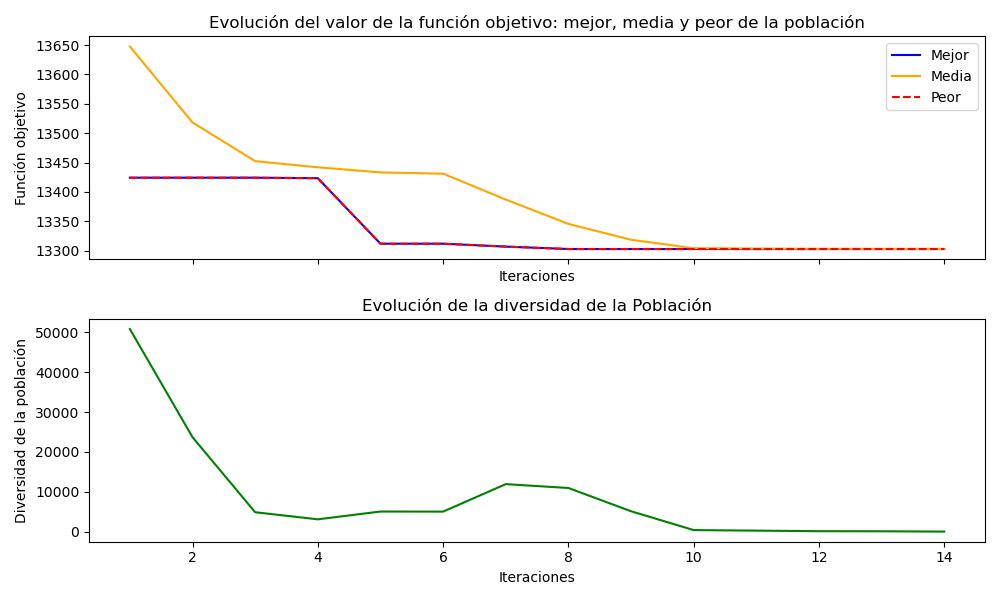 Evolución del valor de la función objetivo: mejor, media y peor de la población
Función objetivo
13650
13600
13550
13500
13450
13400
13350
13300
Mejor
Media
Peor
Iteraciones
Evolución de la diversidad de la Población
Diversidad de la población
50000
40000
30000
20000
10000
0
2 4 6 8 10 12 14
Iteraciones